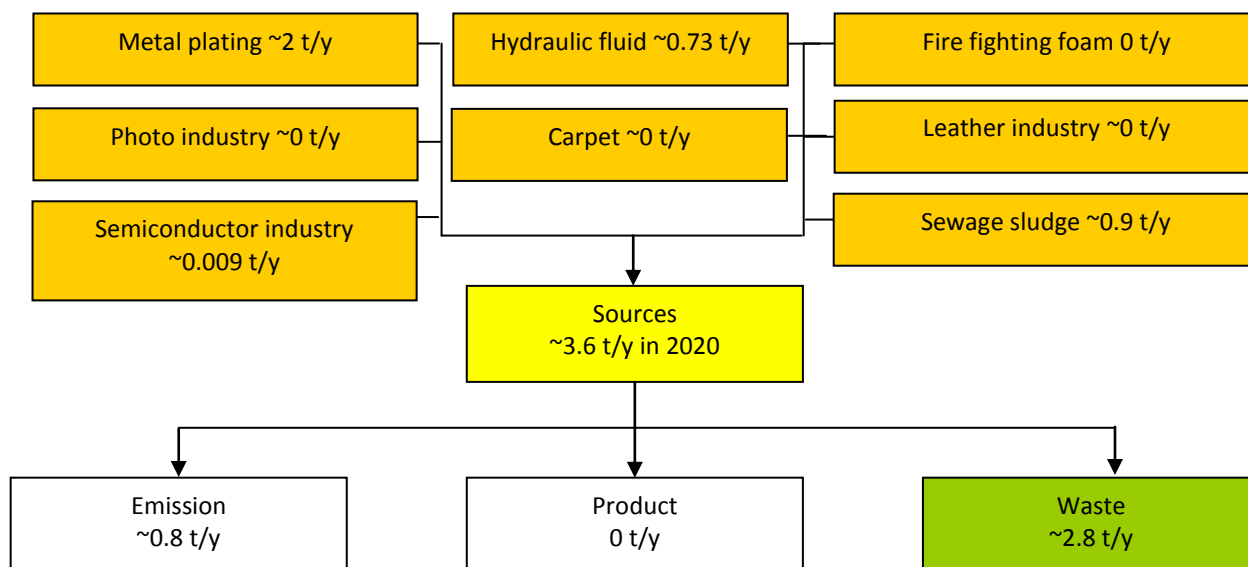 Metal plating ~2 t/y
Hydraulic fluid ~0.73 t/y
Fire fighting foam 0 t/y
Photo industry ~0 t/y
Carpet ~0 t/y
Leather industry ~0 t/y
Semiconductor industry
~0.009 t/y
Sewage sludge ~0.9 t/y
Sources
~3.6 t/y in 2020
Emission
~0.8 t/y
Product
0 t/y
Waste
~2.8 t/y